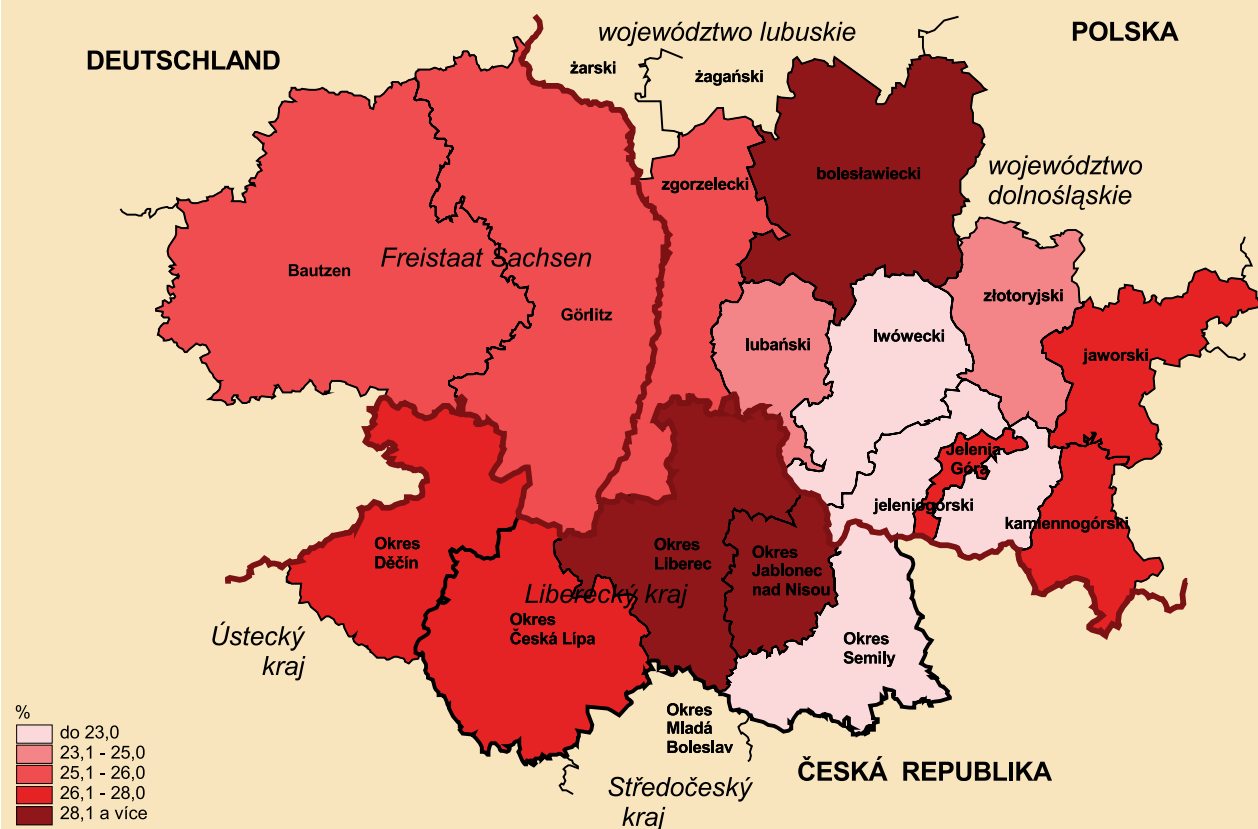 DEUTSCHLAND
województwo lubuskie
POLSKA
żarski
żagański
zgorzelecki
bolesławiecki
województwo
dolnośląskie
Bautzen
Freistaat Sachsen
Görlitz
lubański
lwówecki
złotoryjski
jaworski
Jelenia
Góra
jeleniogórski
kamiennogórski
Okres
Děčín
Okres
Liberec
Okres
Jablonec
nad Nisou
Liberecký kraj
Okres
Česká Lípa
Okres
Semily
Ústecký
kraj
Okres
Mladá
Boleslav
Středočeský
kraj
ČESKÁ REPUBLIKA
%
do 23,0
23,1 - 25,0
25,1 - 26,0
26,1 - 28,0
28,1 a více